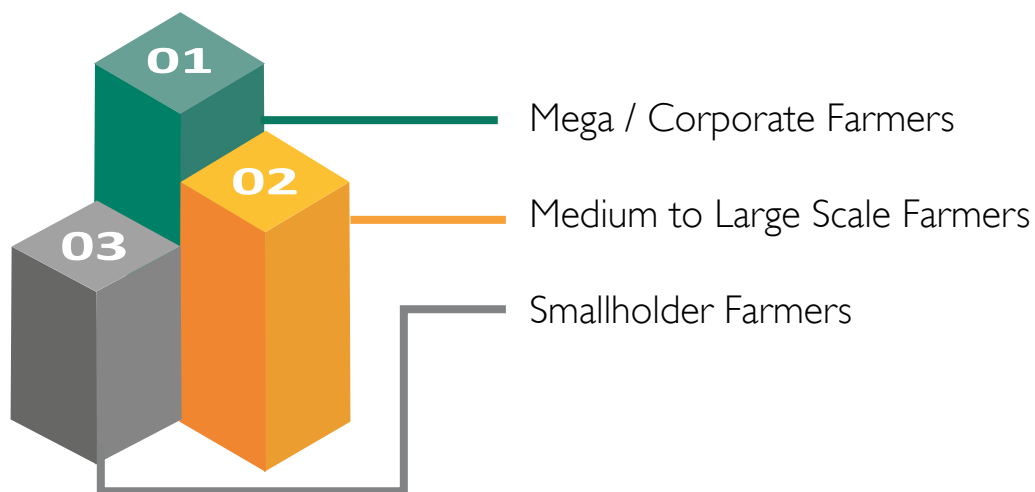 01
Mega / Corporate Farmers
02
Medium to Large Scale Farmers
03
Smallholder Farmers